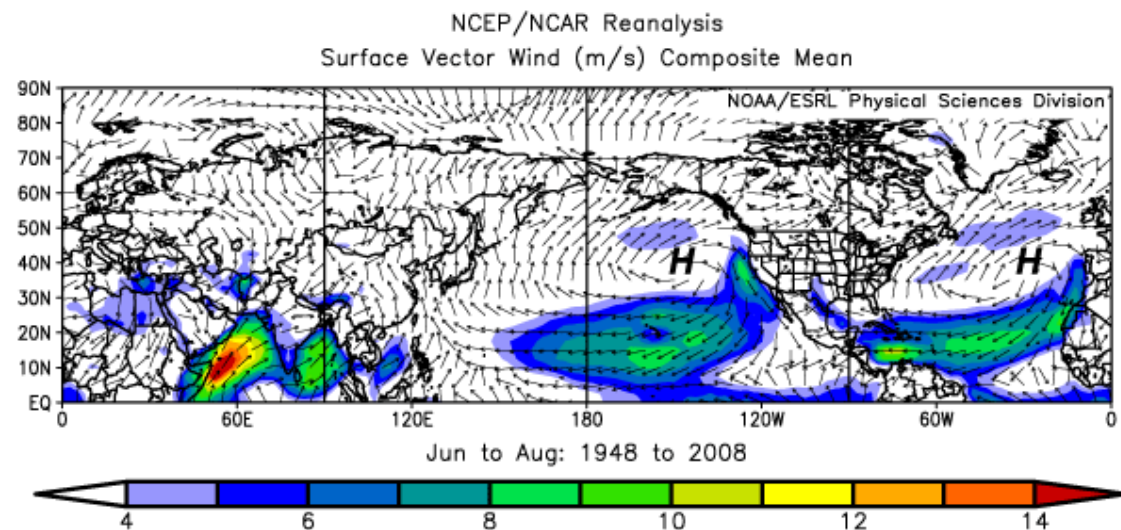 NCEP/NCAR Reanalysis
Surface Vector Wind (m/s) Composite Mean
90N
NOAA/ESRL Physical Sciences Division
80N
70N
60N
50N
40N
H H
30N
20N
10N
EQ
0 60E 120E 180 120W 60W 0
Jun to Aug: 1948 to 2008
4 6 8 10 12 14